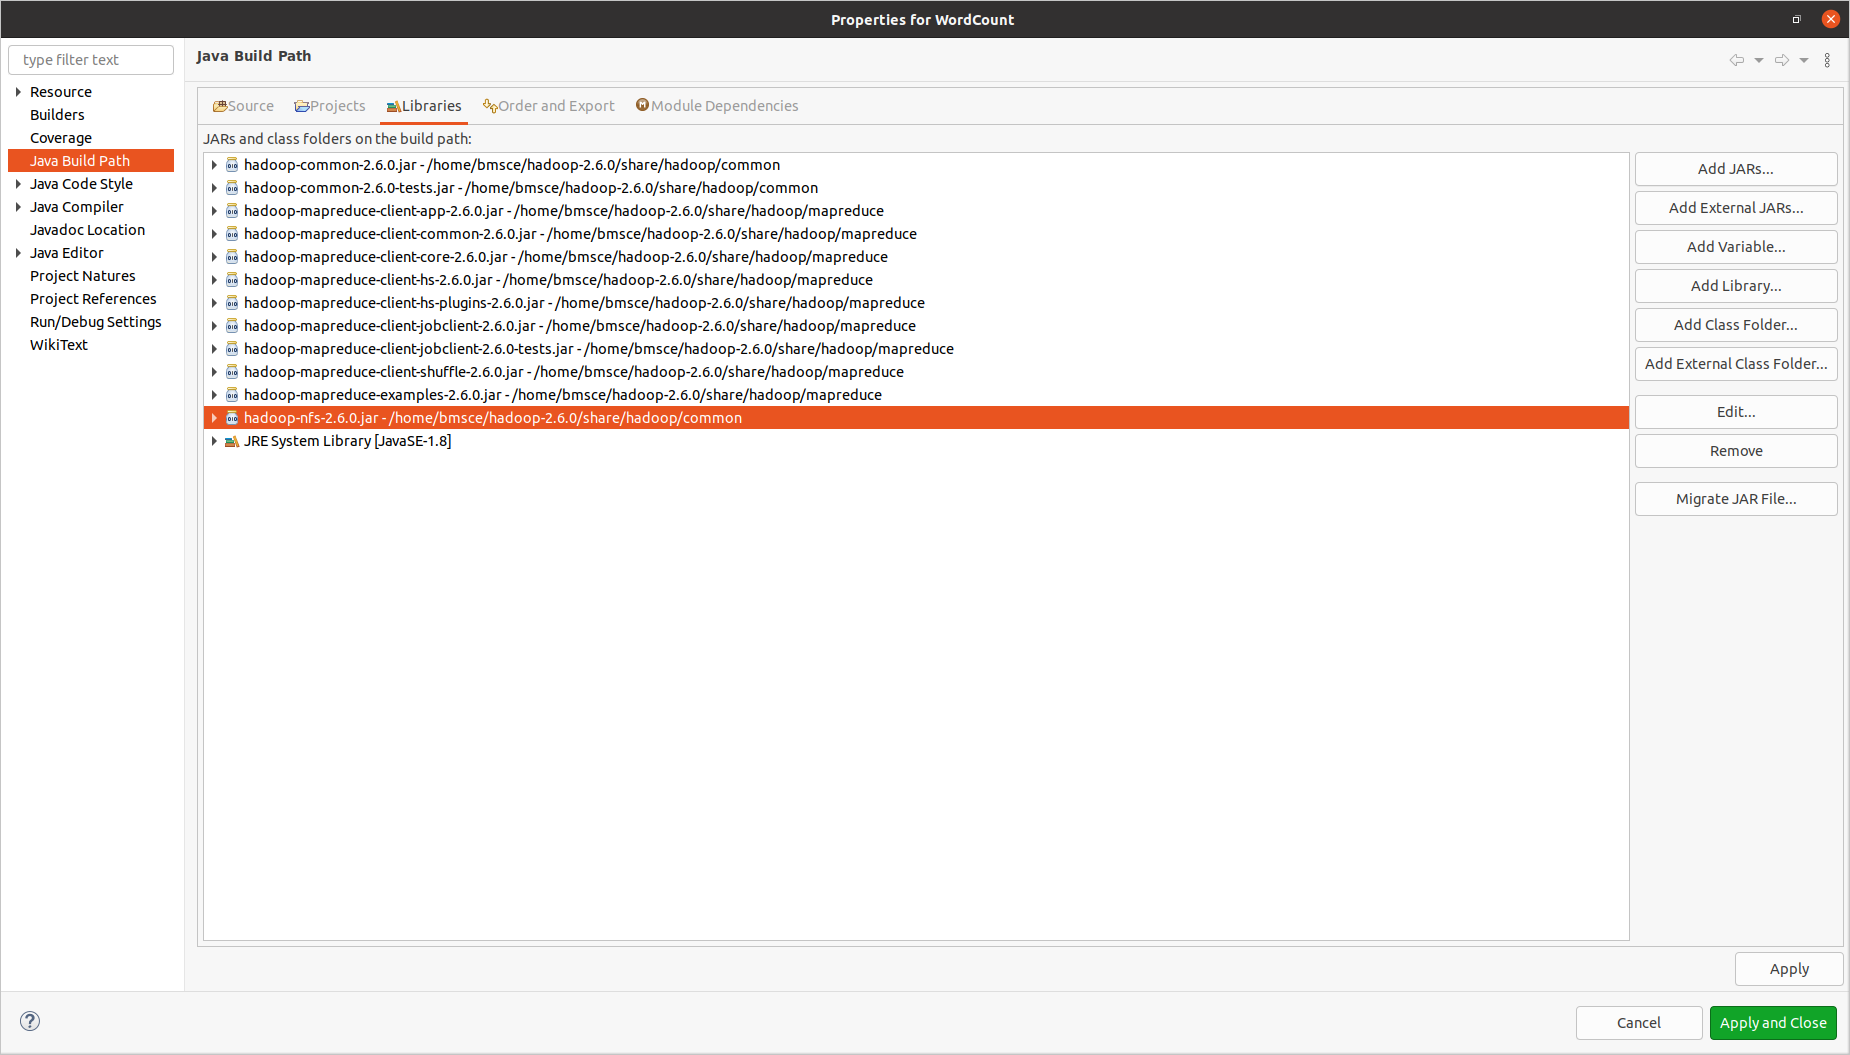 Properties for WordCount
type filter text
Resource
Builders
Coverage
Java Build Path
Java Code Style
Java Compiler
Javadoc Location
Java Editor
Project Natures
Project References
Run/Debug Settings
WikiText
Java Build Path
Source Projects Libraries Order and Export Module Dependencies
JARs and class folders on the build path:
hadoop-common-2.6.0.jar - /home/bmsce/hadoop-2.6.0/share/hadoop/common
hadoop-common-2.6.0-tests.jar - /home/bmsce/hadoop-2.6.0/share/hadoop/common
hadoop-mapreduce-client-app-2.6.0.jar - /home/bmsce/hadoop-2.6.0/share/hadoop/mapreduce
hadoop-mapreduce-client-common-2.6.0.jar - /home/bmsce/hadoop-2.6.0/share/hadoop/mapreduce
hadoop-mapreduce-client-core-2.6.0.jar - /home/bmsce/hadoop-2.6.0/share/hadoop/mapreduce
hadoop-mapreduce-client-hs-2.6.0.jar - /home/bmsce/hadoop-2.6.0/share/hadoop/mapreduce
hadoop-mapreduce-client-hs-plugins-2.6.0.jar - /home/bmsce/hadoop-2.6.0/share/hadoop/mapreduce
hadoop-mapreduce-client-jobclient-2.6.0.jar - /home/bmsce/hadoop-2.6.0/share/hadoop/mapreduce
hadoop-mapreduce-client-jobclient-2.6.0-tests.jar - /home/bmsce/hadoop-2.6.0/share/hadoop/mapreduce
hadoop-mapreduce-client-shuffle-2.6.0.jar - /home/bmsce/hadoop-2.6.0/share/hadoop/mapreduce
hadoop-mapreduce-examples-2.6.0.jar - /home/bmsce/hadoop-2.6.0/share/hadoop/mapreduce
hadoop-nfs-2.6.0.jar - /home/bmsce/hadoop-2.6.0/share/hadoop/common
JRE System Library [JavaSE-1.8]
Add JARs...
Add External JARs...
Add Variable...
Add Library...
Add Class Folder...
Add External Class Folder...
Edit...
Remove
Migrate JAR File...
Apply
Cancel
Apply and Close